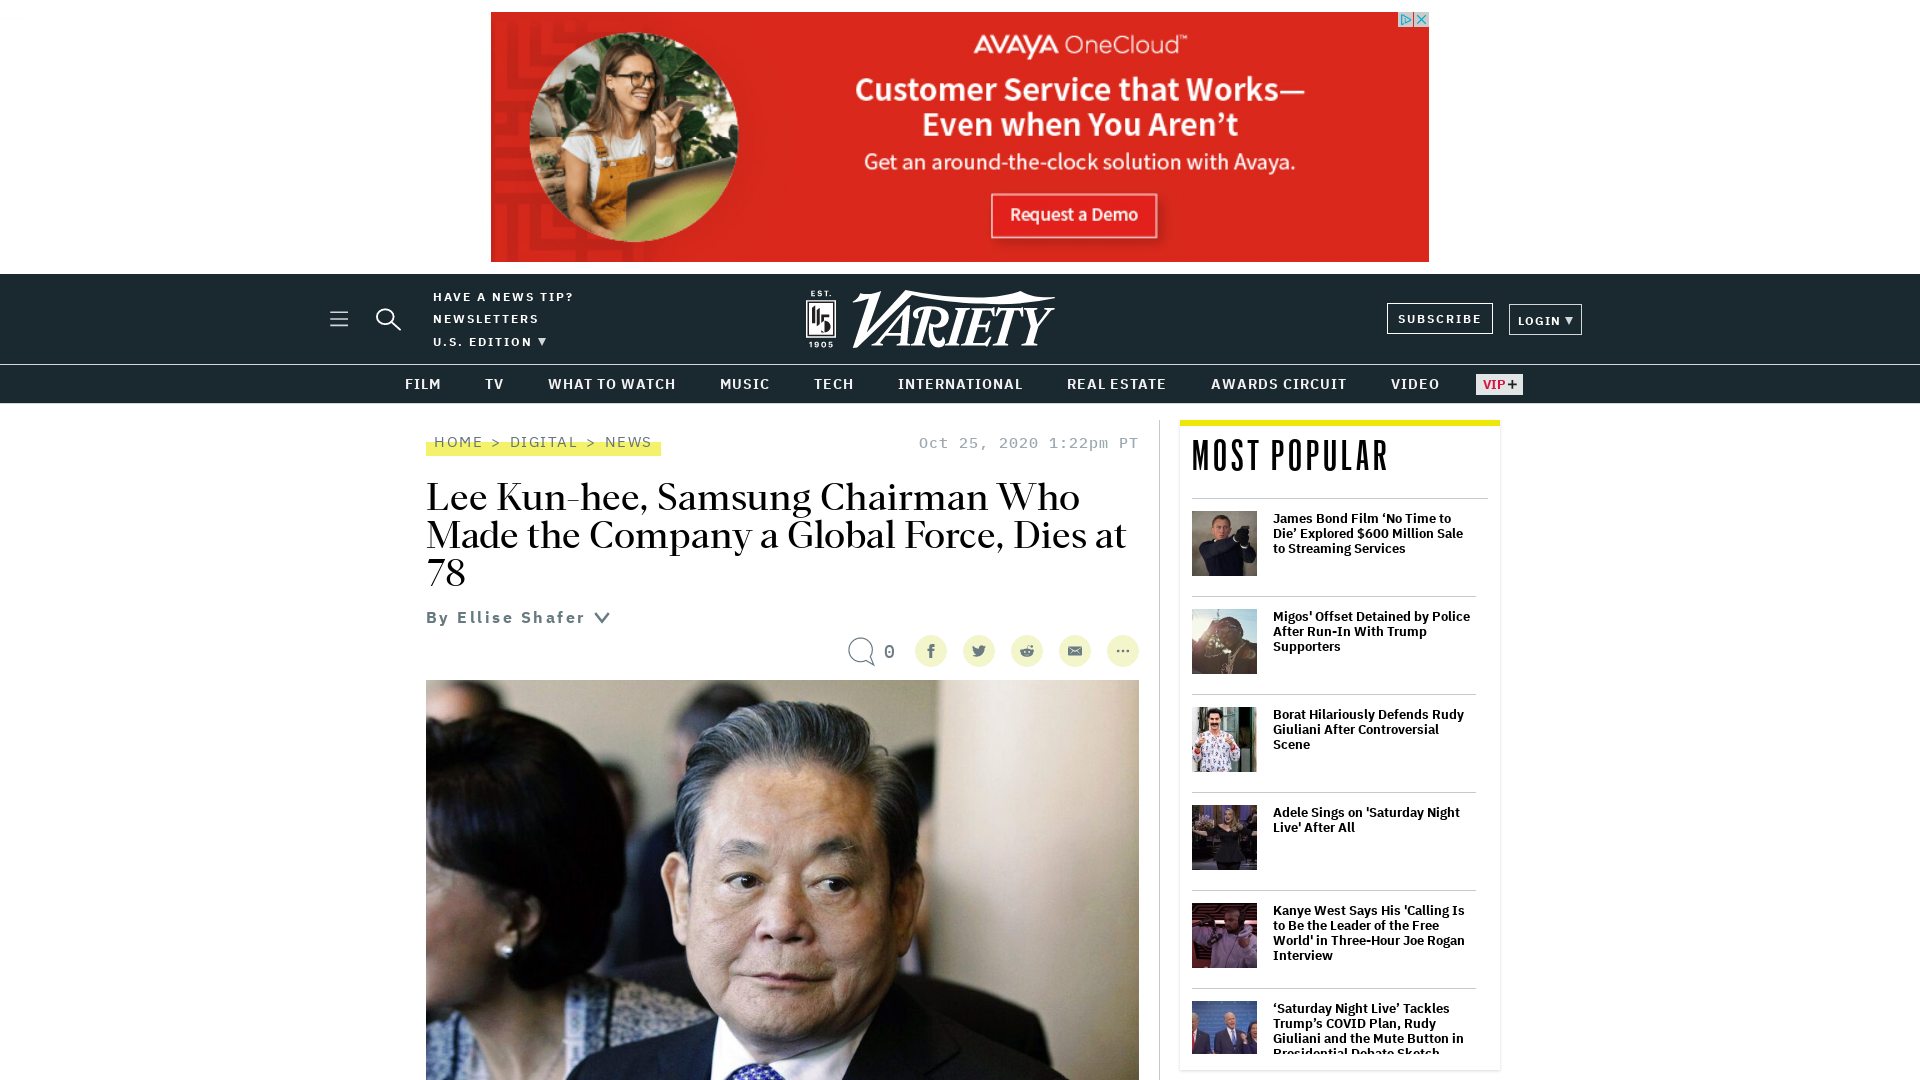 AVAYA OneCloud™
Customer Service that Works—
Even when You Aren’t
Get an around-the-clock solution with Avaya.
Request a Demo
HAVE A NEWS TIP?
NEWSLETTERS
U.S. EDITION ▼
EST.
115
1905
VARIETY
SUBSCRIBE
LOGIN ▼
FILM
TV
WHAT TO WATCH
MUSIC
TECH
INTERNATIONAL
REAL ESTATE
AWARDS CIRCUIT
VIDEO
VIP+
HOME > DIGITAL > NEWS
Oct 25, 2020 1:22pm PT
Lee Kun-hee, Samsung Chairman Who
Made the Company a Global Force, Dies at
78
By Ellise Shafer
0
MOST POPULAR
James Bond Film ‘No Time to
Die’ Explored $600 Million Sale
to Streaming Services
Migos' Offset Detained by Police
After Run-In With Trump
Supporters
Borat Hilariously Defends Rudy
Giuliani After Controversial
Scene
Adele Sings on 'Saturday Night
Live' After All
Kanye West Says His 'Calling Is
to Be the Leader of the Free
World' in Three-Hour Joe Rogan
Interview
‘Saturday Night Live’ Tackles
Trump’s COVID Plan, Rudy
Giuliani and the Mute Button in
Presidential Debate Sketch